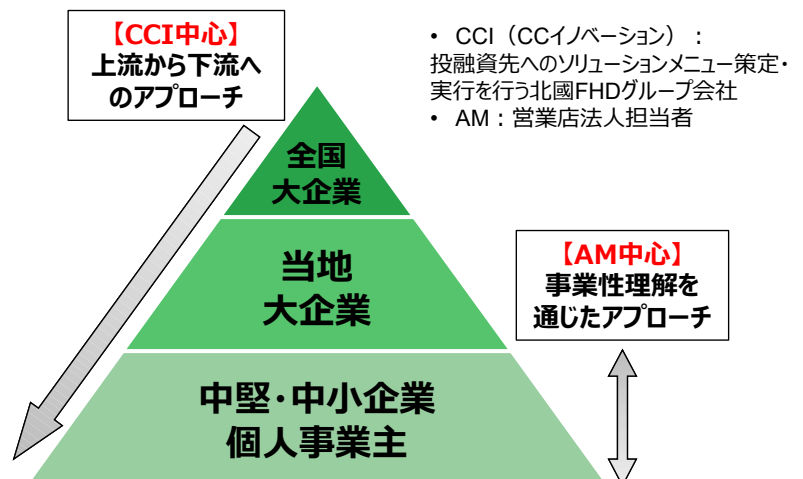 【CCI中心】
上流から下流へ
のアプローチ
• CCI（CCイノベーション）：
投融資先へのソリューションメニュー策定・
実行を行う北國FHDグループ会社
• AM：営業店法人担当者
全国
大企業
当地
大企業
【AM中心】
事業性理解を
通じたアプローチ
中堅・中小企業
個人事業主